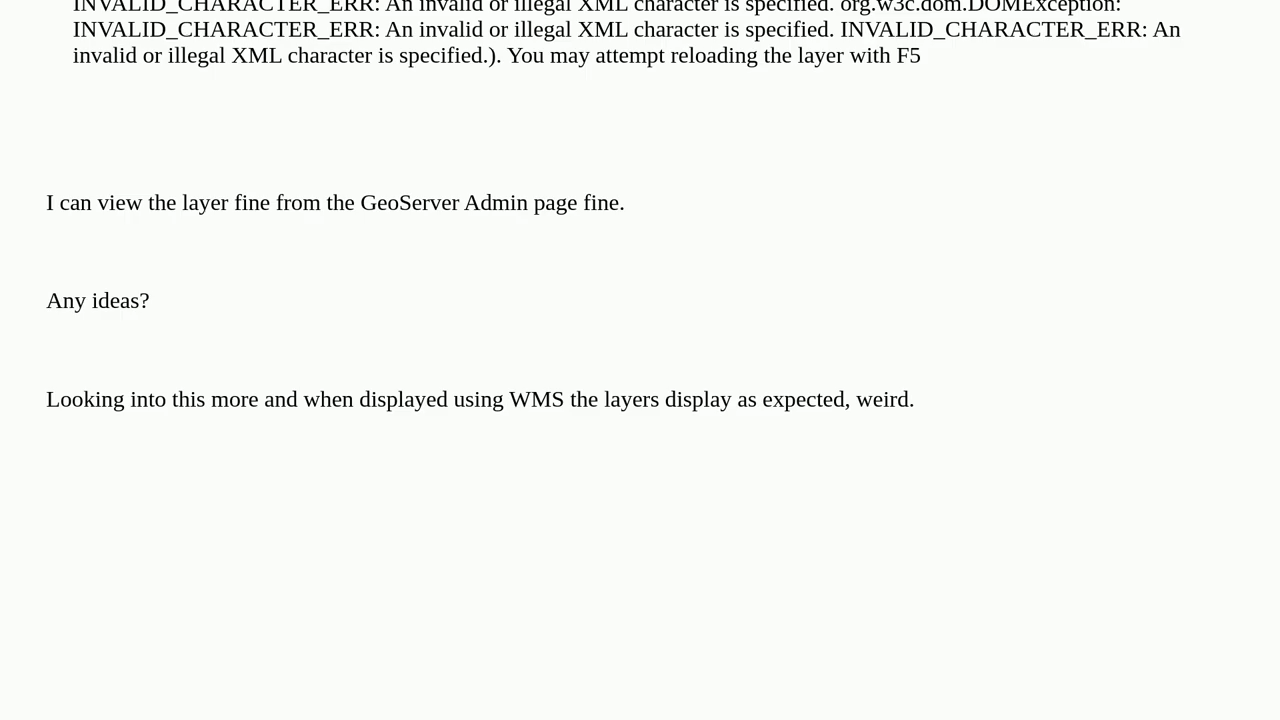 INVALID_CHARACTER_ERR: An invalid or illegal XML character is specified. org.w3c.dom.DOMException:
INVALID_CHARACTER_ERR: An invalid or illegal XML character is specified. INVALID_CHARACTER_ERR: An
invalid or illegal XML character is specified.). You may attempt reloading the layer with F5
I can view the layer fine from the GeoServer Admin page fine.
Any ideas?
Looking into this more and when displayed using WMS the layers display as expected, weird.